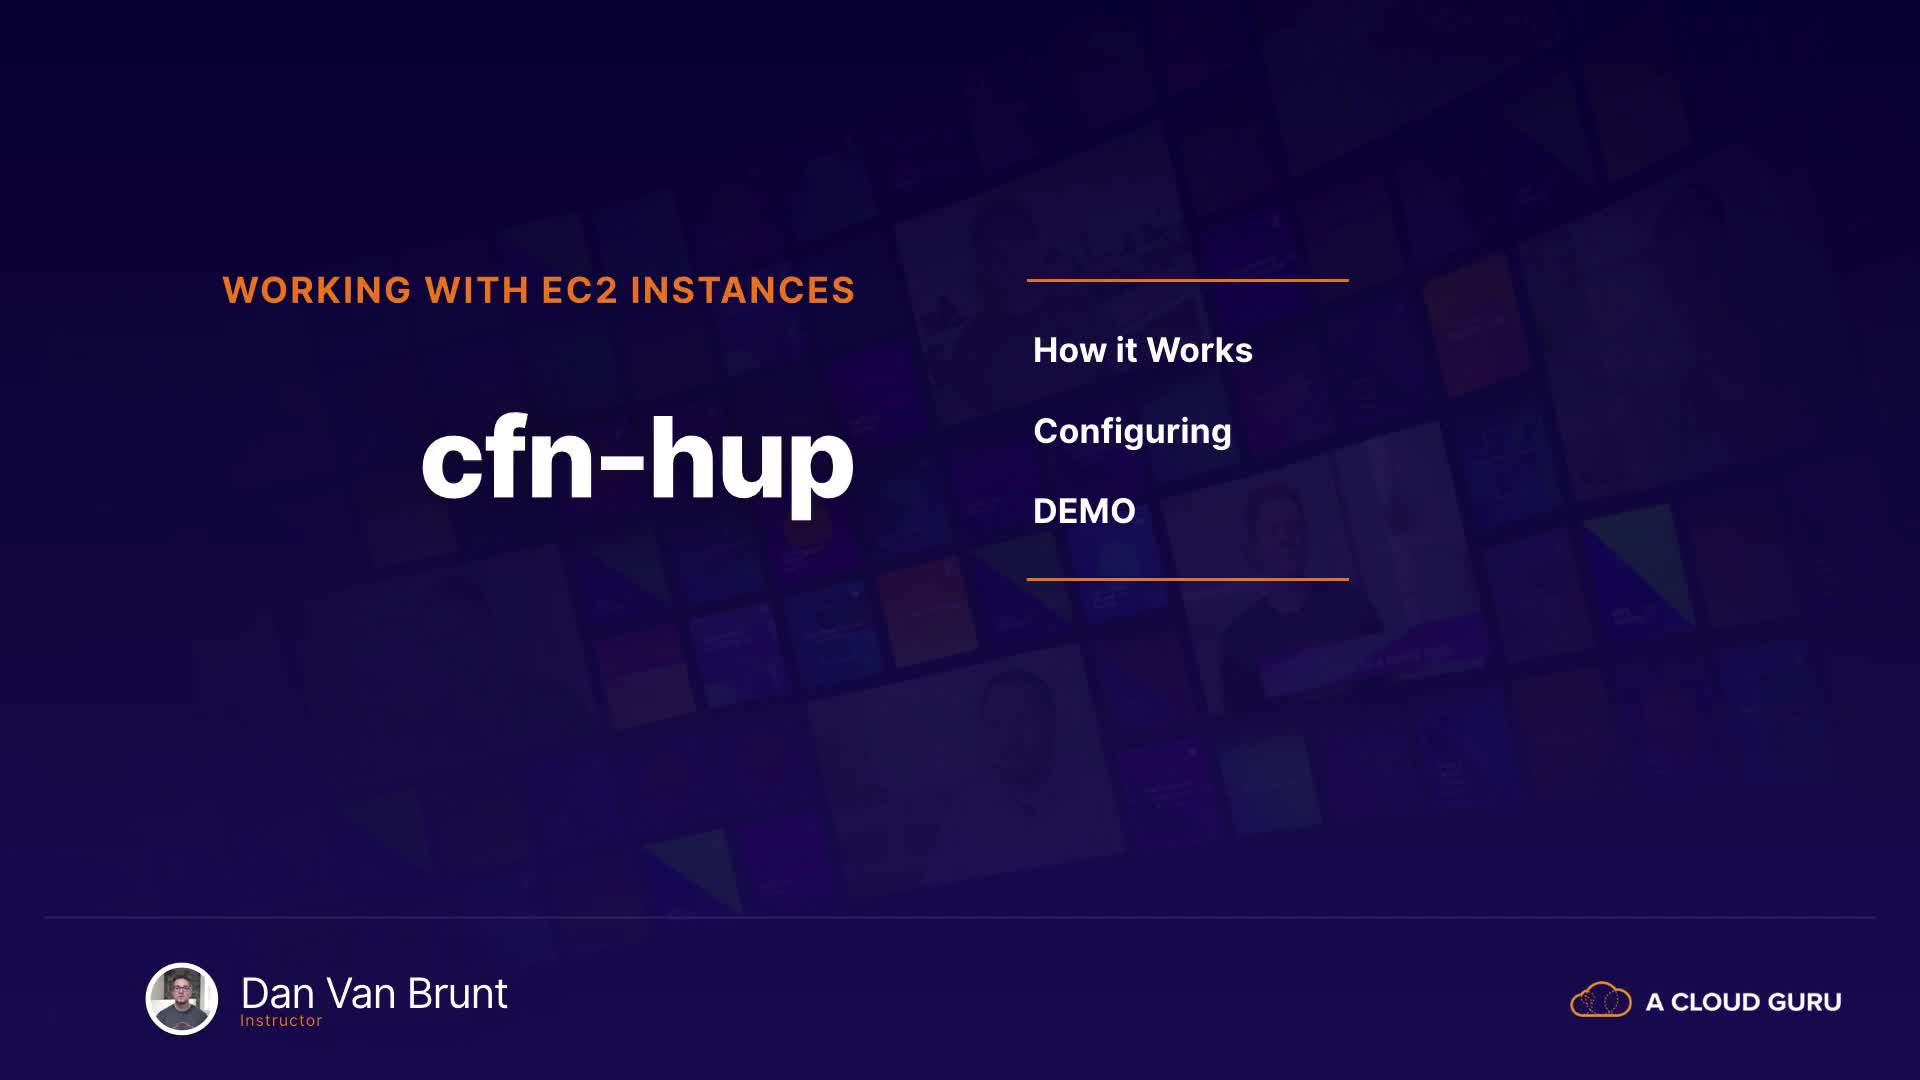 WORKING WITH EC2 INSTANCES
cfn-hup
How it Works
Configuring
DEMO
Dan Van Brunt
Instructor
A CLOUD GURU